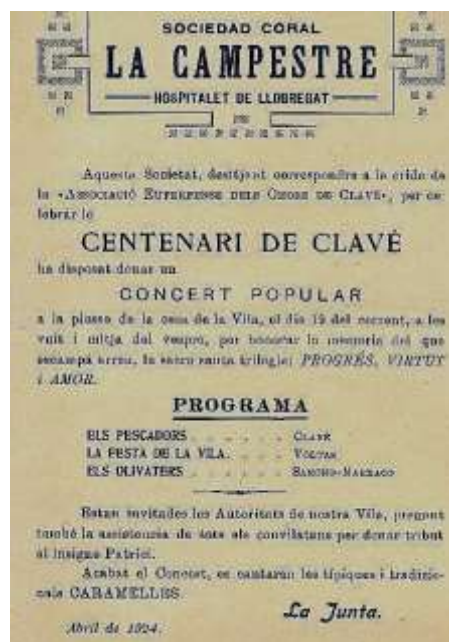 SOCIEDAD CORAL
LA CAMPESTRE
HOSPITALET DE LLOBREGAT
Aquesta Societat, desitjant correspondre a la crida de
la «ASSOCIACIÓ EUTERPENSE DELS CHORS DE CLAVÉ», per ce-
lebrar lo
CENTENARI DE CLAVÉ
ha disposat donar un
CONCERT POPULAR
a la plassa de la casa de la Vila, el dia 19 del corrent, a les
vuit i mitja del vespre, per honorar la memoria del que
escampá arreu, la sacro santa trilogia: PROGRÉS, VIRTUT
i AMOR.
PROGRAMA
ELS PESCADORS . . . . . . CLAVÉ
LA FESTA DE LA VILA. . . . VOLTAS
ELS OLIVATERS . . . . . . SANCHO-MARRACO
Estan invitades les Autoritats de nostra Vila, pregant
també la assistencia de tots els convilatans per donar tribut
al insigne Patrici.
Acabat el Concert, es cantaran les típiques i tradicio-
nals CARAMELLES.
La Junta.
Abril de 1924.